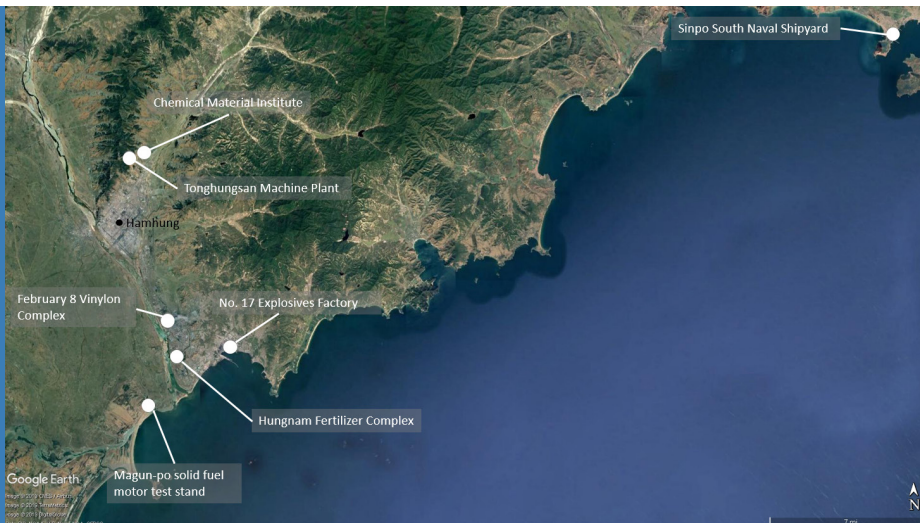 Sinpo South Naval Shipyard
Chemical Material Institute
Tonghungsan Machine Plant
Hamhung
February 8 Vinylon
Complex
No. 17 Explosives Factory
Hungnam Fertilizer Complex
Magun-po solid fuel
motor test stand
Google Earth
N
7 mi